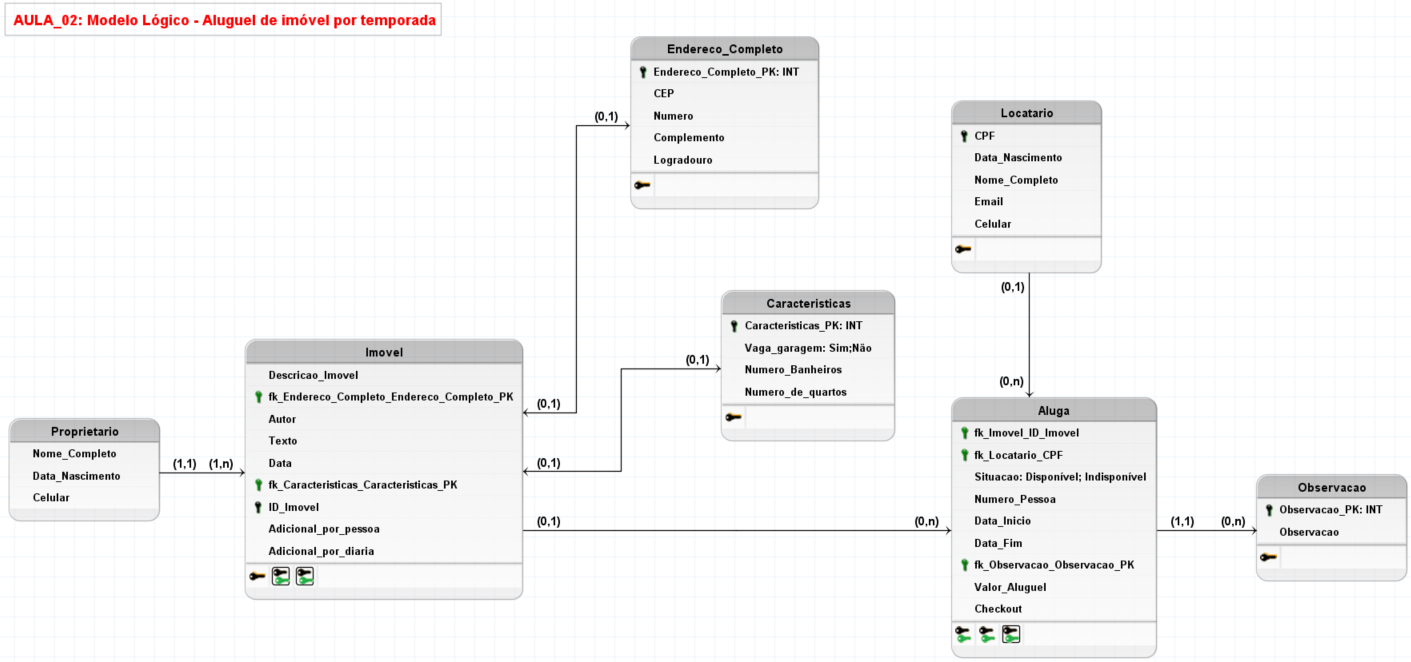 AULA_02: Modelo Lógico - Aluguel de imóvel por temporada
Endereco_Completo
Endereco_Completo_PK: INT
CEP
Numero
Complemento
Logradouro
(0,1)
(0,1)
Locatario
CPF
Data_Nascimento
Nome_Completo
Email
Celular
(0,1)
(0,n)
Caracteristicas
Caracteristicas_PK: INT
Vaga_garagem: Sim;Não
Numero_Banheiros
Numero_de_quartos
(0,1)
(0,1)
Imovel
Descricao_Imovel
fk_Endereco_Completo_Endereco_Completo_PK
Autor
Texto
Data
fk_Caracteristicas_Caracteristicas_PK
ID_Imovel
Adicional_por_pessoa
Adicional_por_diaria
(0,1)
(0,n)
Proprietario
Nome_Completo
Data_Nascimento
Celular
(1,1)
(1,n)
Aluga
fk_Imovel_ID_Imovel
fk_Locatario_CPF
Situacao: Disponível; Indisponível
Numero_Pessoa
Data_Inicio
Data_Fim
fk_Observacao_Observacao_PK
Valor_Aluguel
Checkout
(1,1)
(0,n)
Observacao
Observacao_PK: INT
Observacao